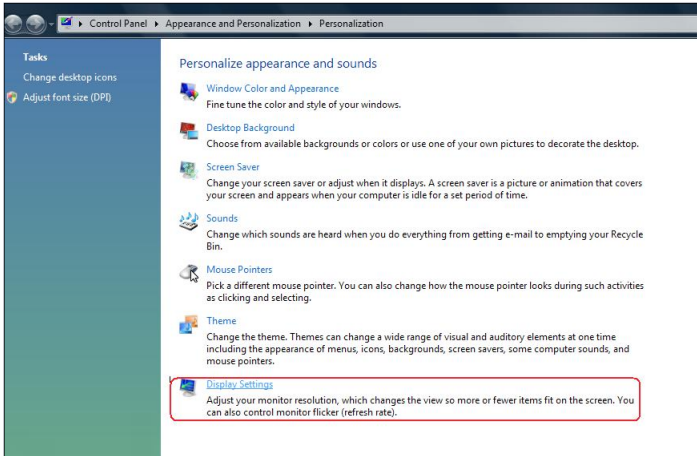 Control Panel ▸ Appearance and Personalization ▸ Personalization
Tasks
Change desktop icons
Adjust font size (DPI)
Personalize appearance and sounds
Window Color and Appearance
Fine tune the color and style of your windows.
Desktop Background
Choose from available backgrounds or colors or use one of your own pictures to decorate the desktop.
Screen Saver
Change your screen saver or adjust when it displays. A screen saver is a picture or animation that covers
your screen and appears when your computer is idle for a set period of time.
Sounds
Change which sounds are heard when you do everything from getting e-mail to emptying your Recycle
Bin.
Mouse Pointers
Pick a different mouse pointer. You can also change how the mouse pointer looks during such activities
as clicking and selecting.
Theme
Change the theme. Themes can change a wide range of visual and auditory elements at one time
including the appearance of menus, icons, backgrounds, screen savers, some computer sounds, and
mouse pointers.
Display Settings
Adjust your monitor resolution, which changes the view so more or fewer items fit on the screen. You
can also control monitor flicker (refresh rate).